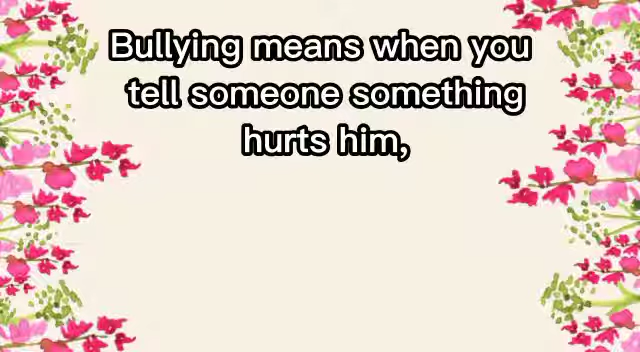 Bullying means when you
tell someone something
hurts him,